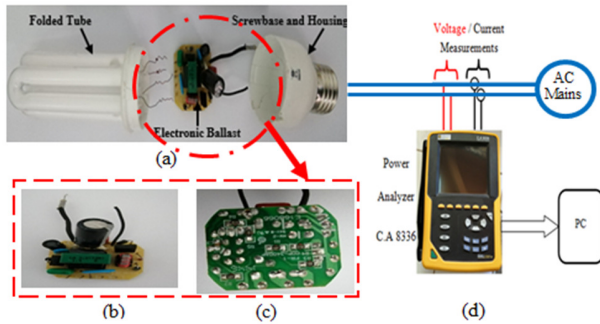 Folded Tube
Screwbase and Housing
Electronic Ballast
(a)
Voltage / Current
Measurements
AC
Mains
Power
Analyzer
C.A 8336
PC
(b)
(c)
(d)